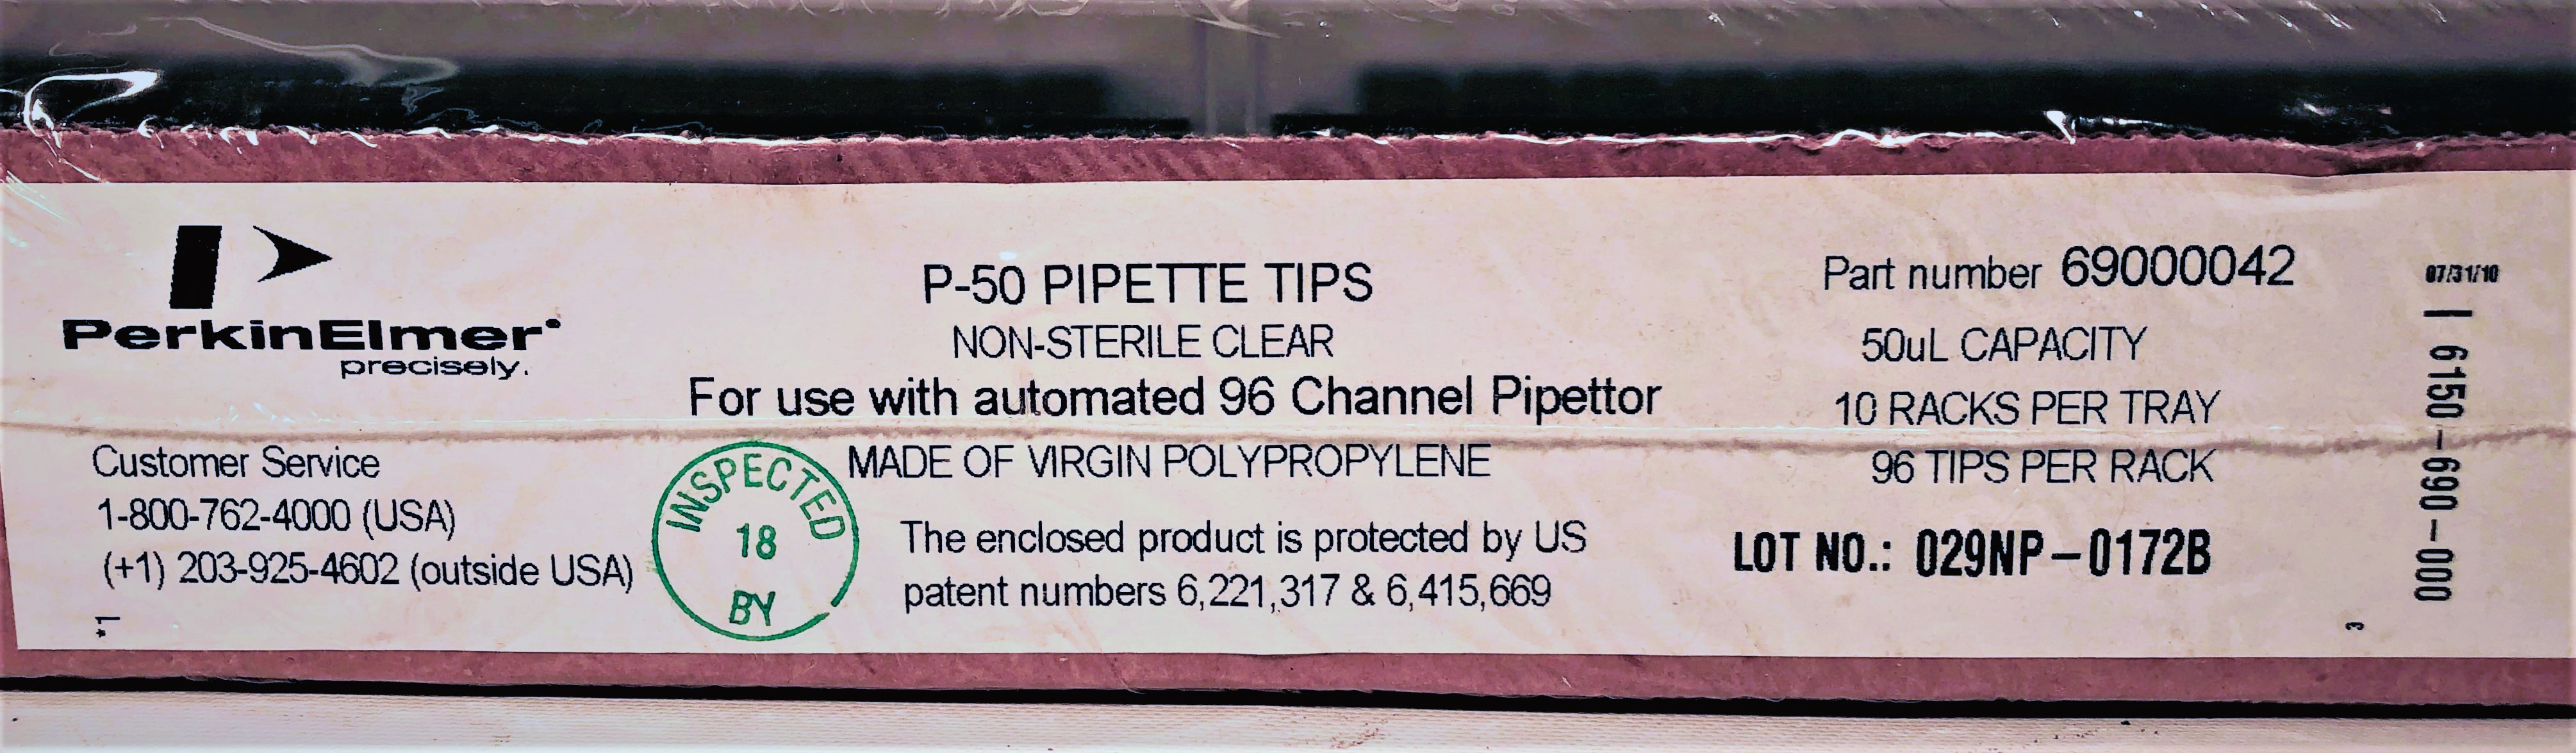 PerkinElmer
precisely.
Customer Service
1-800-762-4000 (USA)
(+1) 203-925-4602 (outside USA)
*1
P-50 PIPETTE TIPS
NON-STERILE CLEAR
For use with automated 96 Channel Pipettor
MADE OF VIRGIN POLYPROPYLENE
The enclosed product is protected by US
patent numbers 6,221,317 & 6,415,669
INSPECTED
18
BY
Part number 69000042
50uL CAPACITY
10 RACKS PER TRAY
96 TIPS PER RACK
LOT NO.: 029NP-0172B
3
07/31/10
| 6150-690-000